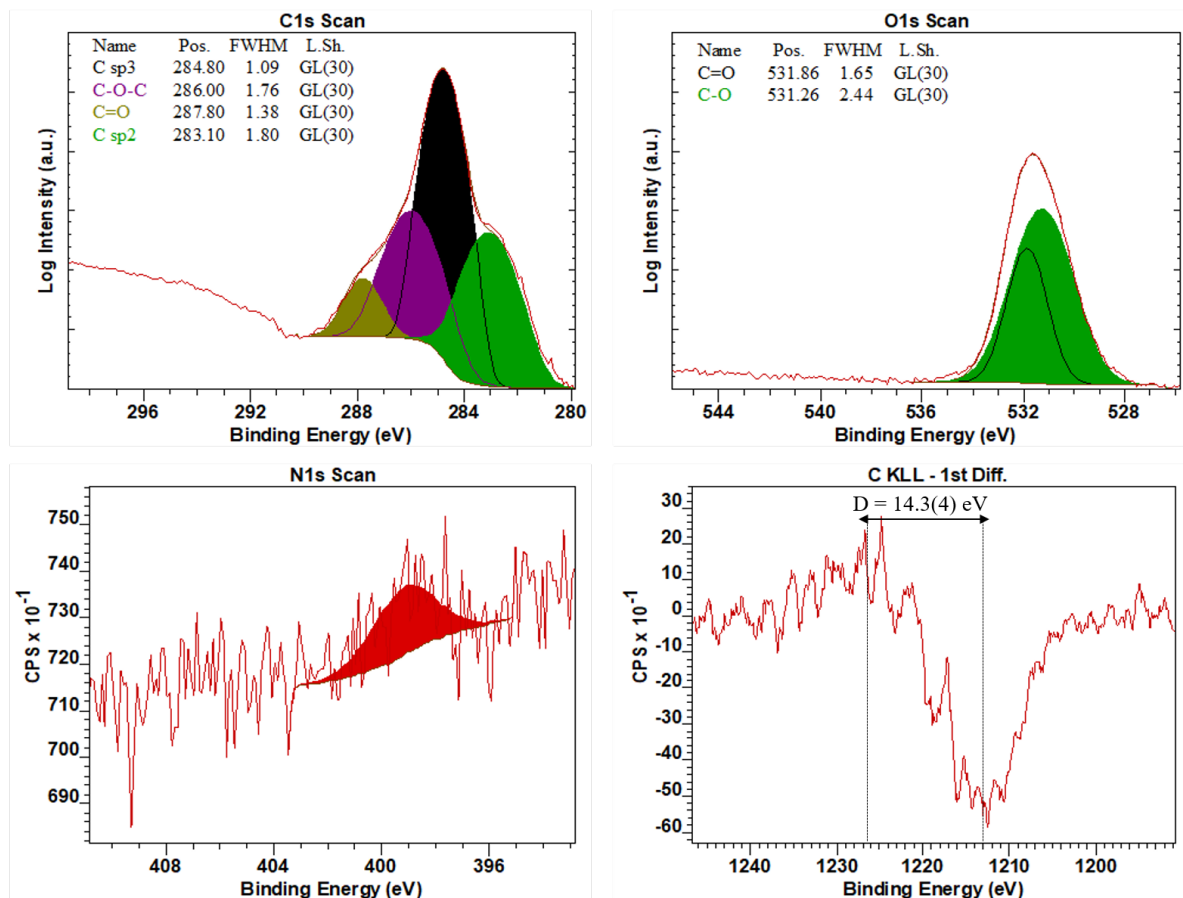 C1s Scan
Name Pos. FWHM L.Sh.
C sp3 284.80 1.09 GL(30)
C-O-C 286.00 1.76 GL(30)
C=O 287.80 1.38 GL(30)
C sp2 283.10 1.80 GL(30)
Log Intensity (a.u.)
296 292 288 284 280
Binding Energy (eV)
O1s Scan
Name Pos. FWHM L.Sh.
C=O 531.86 1.65 GL(30)
C-O 531.26 2.44 GL(30)
Log Intensity (a.u.)
544 540 536 532 528
Binding Energy (eV)
N1s Scan
CPS x 10⁻¹
750
740
730
720
710
700
690
408 404 400 396
Binding Energy (eV)
C KLL - 1st Diff.
D = 14.3(4) eV
CPS x 10⁻¹
30
20
10
0
-10
-20
-30
-40
-50
-60
1240 1230 1220 1210 1200
Binding Energy (eV)